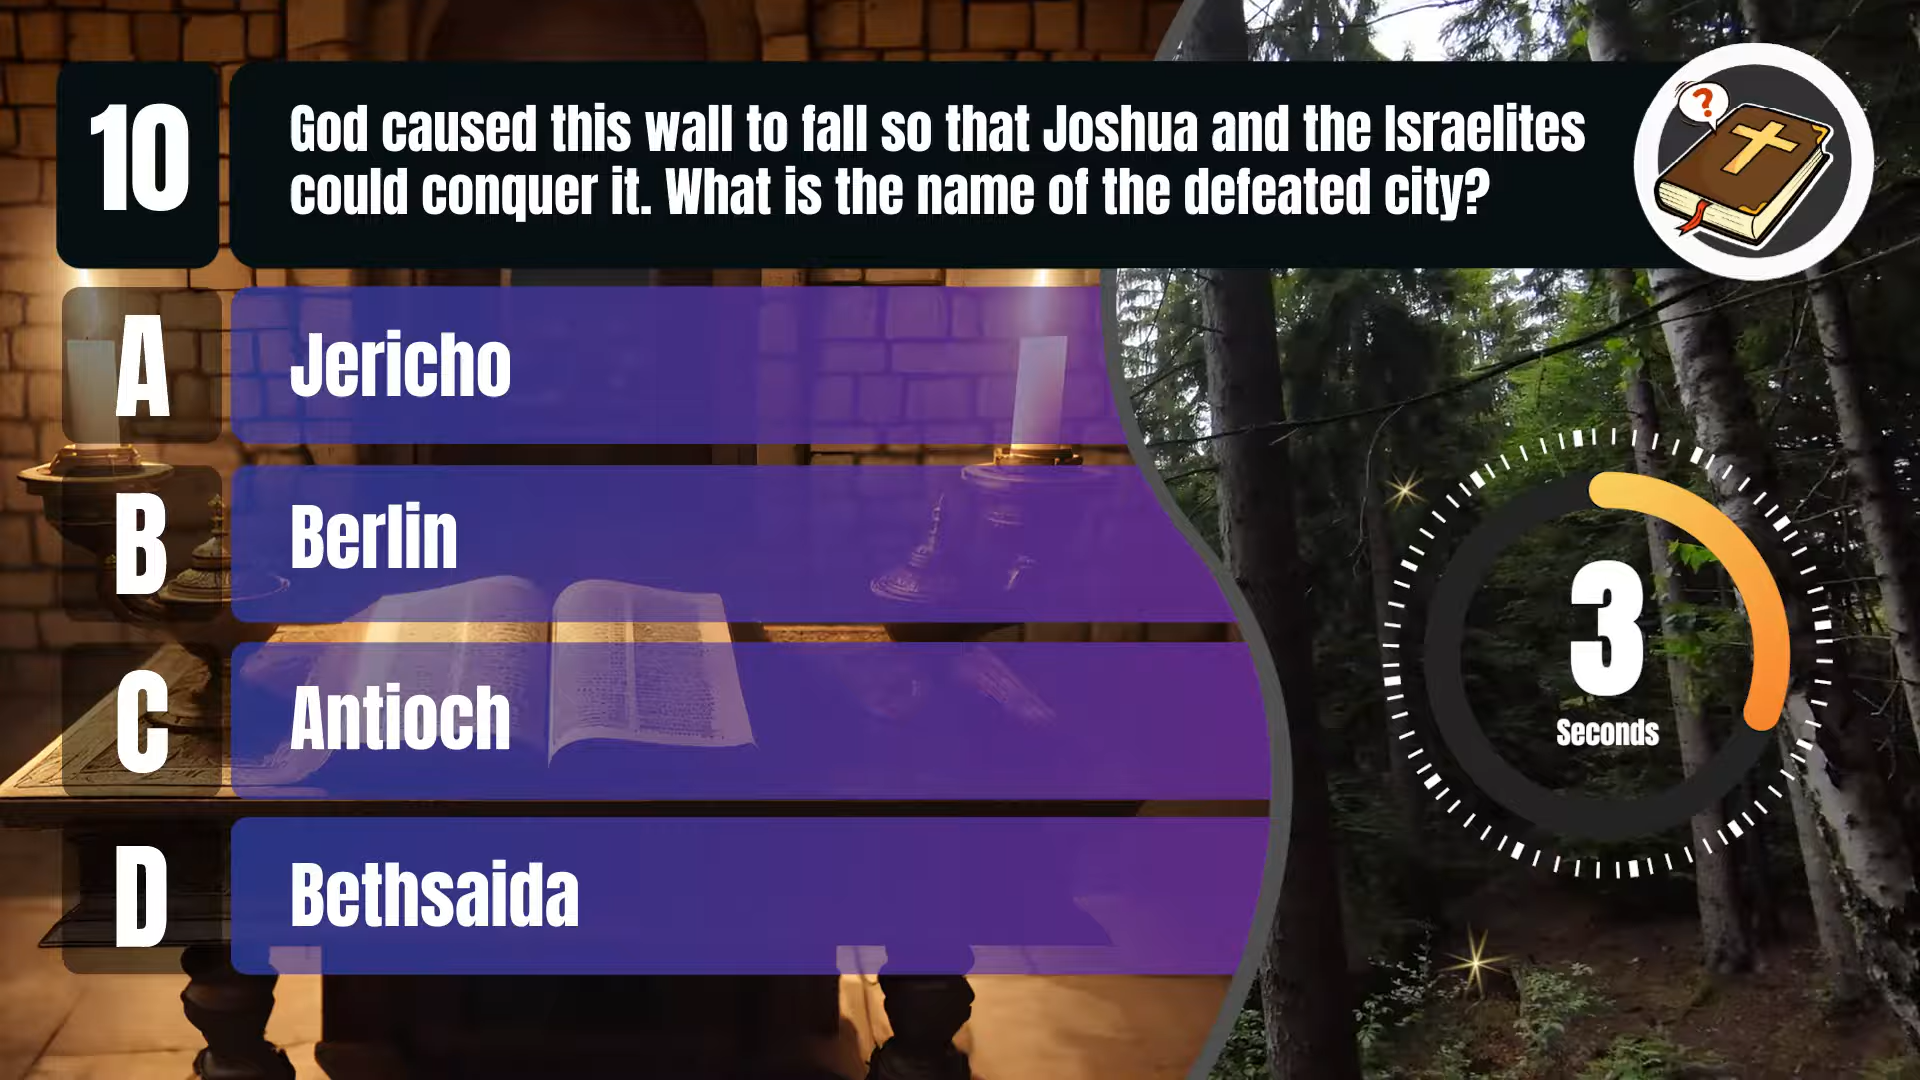 10
God caused this wall to fall so that Joshua and the Israelites
could conquer it. What is the name of the defeated city?
?
A
Jericho
B
Berlin
C
Antioch
D
Bethsaida
3
Seconds